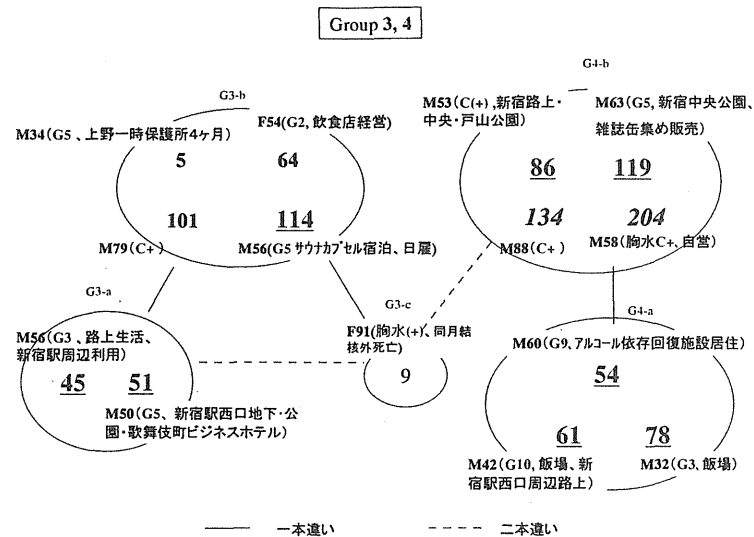 Group 3, 4
G3-b
M34(G5、上野一時保護所4ヶ月)
F54(G2, 飲食店経営)
5
64
101
114
M79(C+)
M56(G5 サウナカプセル宿泊、日雇)
G4-b
M53(C(+),新宿路上・
中央・戸山公園)
M63(G5, 新宿中央公園、
雑誌缶集め販売)
86
119
134
204
M88(C+)
M58(胸水C+、自営)
G3-a
M56(G3、路上生活、
新宿駅周辺利用)
45
51
M50(G5、新宿駅西口地下・公
園・歌舞伎町ビジネスホテル)
G3-c
F91(胸水(+)、同月結
核外死亡)
9
G4-a
M60(G9、アルコール依存回復施設居住)
54
61
78
M42(G10, 飯場、新
宿駅西口周辺路上)
M32(G3, 飯場)
一本違い
二本違い